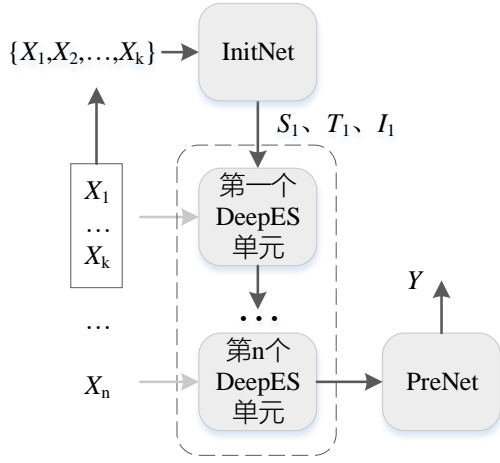 {X₁,X₂,…,Xₖ}
InitNet
S₁、T₁、I₁
X₁
…
Xₖ
第一个
DeepES
单元
…
…
Xₙ
第n个
DeepES
单元
Y
PreNet